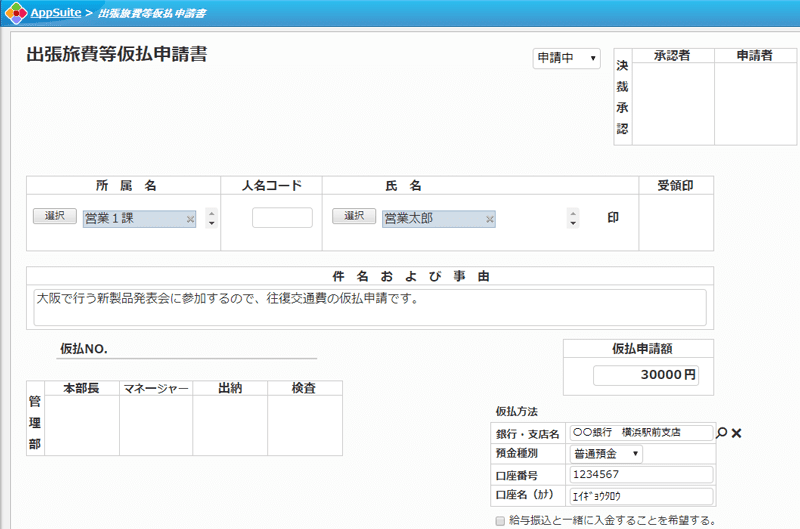 AppSuite > 出張旅費等仮払申請書
出張旅費等仮払申請書
申請中
決裁承認
承認者 申請者
所 属 名 人名コード 氏 名 受領印
選択 営業１課 選択 営業太郎 印
件 名 お よ び 事 由
大阪で行う新製品発表会に参加するので、往復交通費の仮払申請です。
仮払NO.
仮払申請額
30000 円
管理部
本部長 マネージャー 出納 検査
仮払方法
銀行・支店名 〇〇銀行 横浜駅前支店
預金種別 普通預金
口座番号 1234567
口座名（ｶﾅ） ｴｲｷﾞｮｳﾀﾛｳ
給与振込と一緒に入金することを希望する。